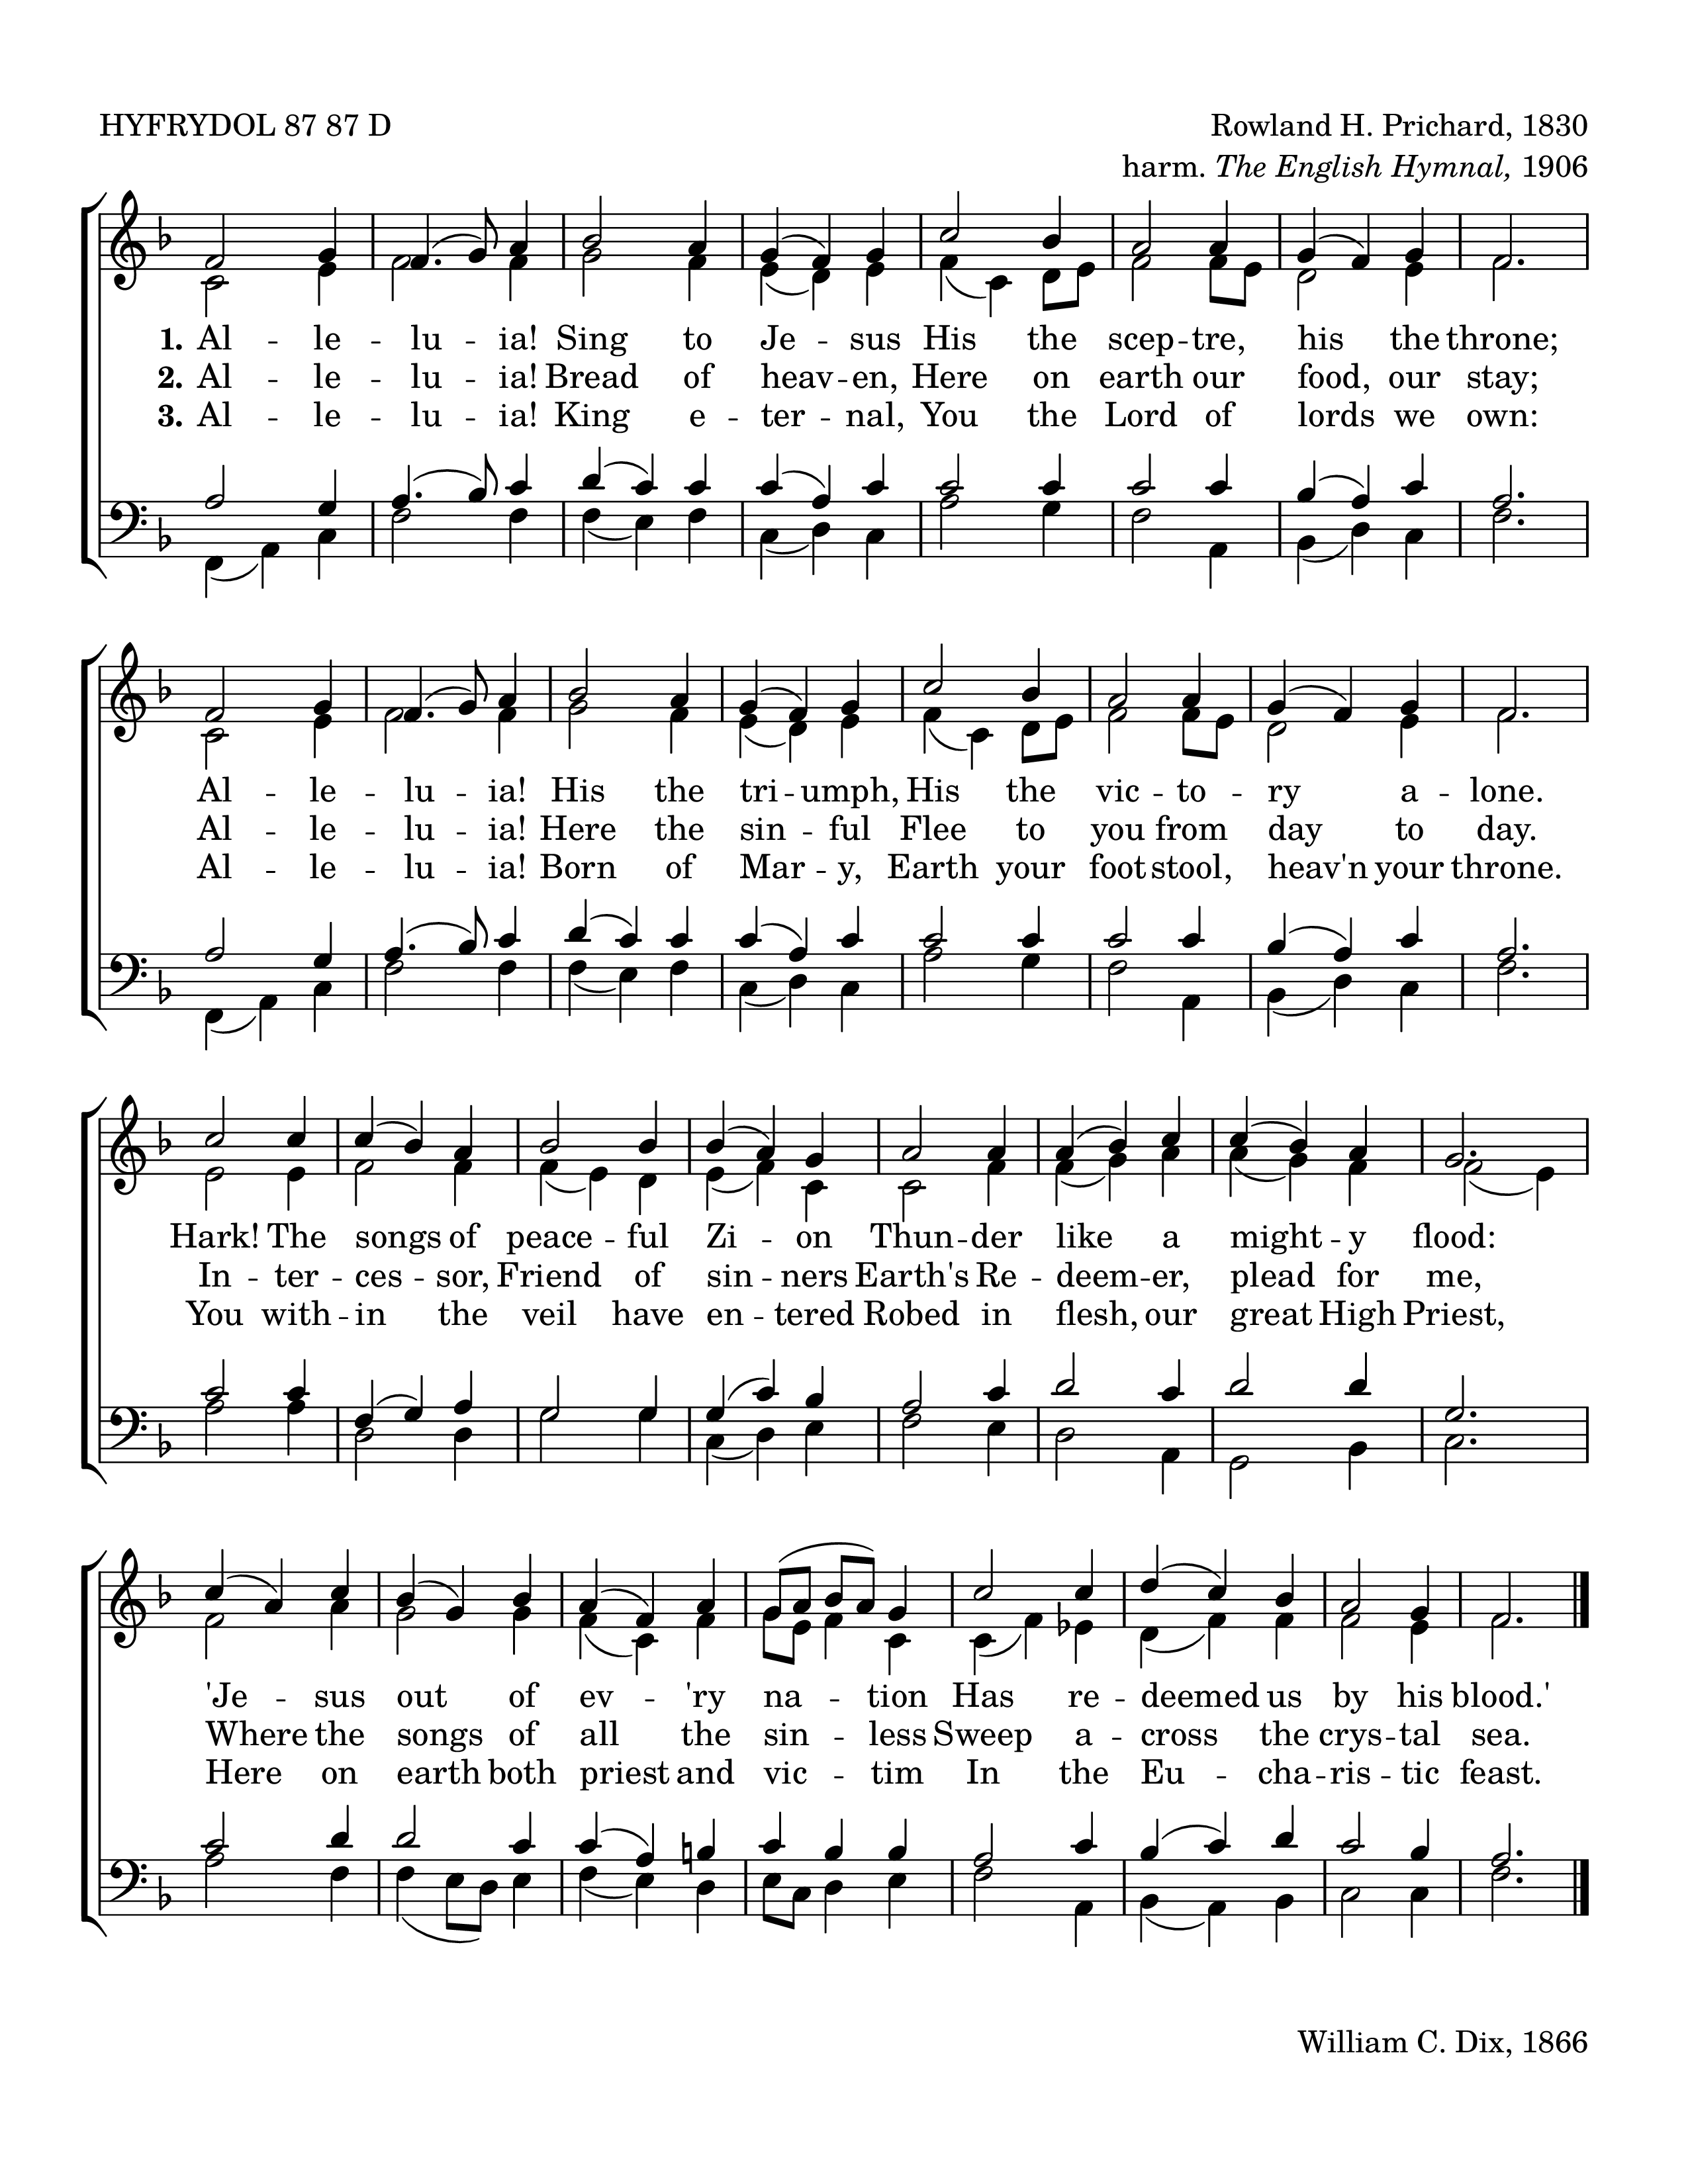 HYFRYDOL 87 87 D
Rowland H. Prichard, 1830
harm. The English Hymnal, 1906
1. Al -- le -- lu -- ia! Sing to Je -- sus His the scep -- tre, his the throne;
2. Al -- le -- lu -- ia! Bread of heav -- en, Here on earth our food, our stay;
3. Al -- le -- lu -- ia! King e -- ter -- nal, You the Lord of lords we own:
Al -- le -- lu -- ia! His the tri -- umph, His the vic -- to -- ry a -- lone.
Al -- le -- lu -- ia! Here the sin -- ful Flee to you from day to day.
Al -- le -- lu -- ia! Born of Mar -- y, Earth your foot -- stool, heav'n your throne.
Hark! The songs of peace -- ful Zi -- on Thun -- der like a might -- y flood:
In -- ter -- ces -- sor, Friend of sin -- ners Earth's Re -- deem -- er, plead for me,
You with -- in the veil have en -- tered Robed in flesh, our great High Priest,
'Je -- sus out of ev -- 'ry na -- tion Has re -- deemed us by his blood.'
Where the songs of all the sin -- less Sweep a -- cross the crys -- tal sea.
Here on earth both priest and vic -- tim In the Eu -- cha -- ris -- tic feast.
William C. Dix, 1866